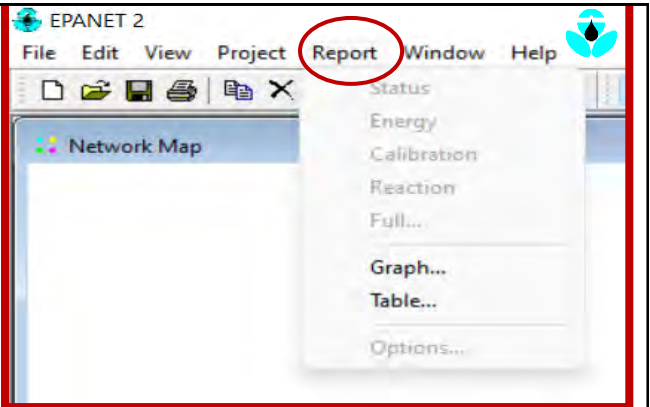 EPANET 2
File Edit View Project Report Window Help
Status
Energy
Network Map
Calibration
Reaction
Full...
Graph...
Table...
Options...